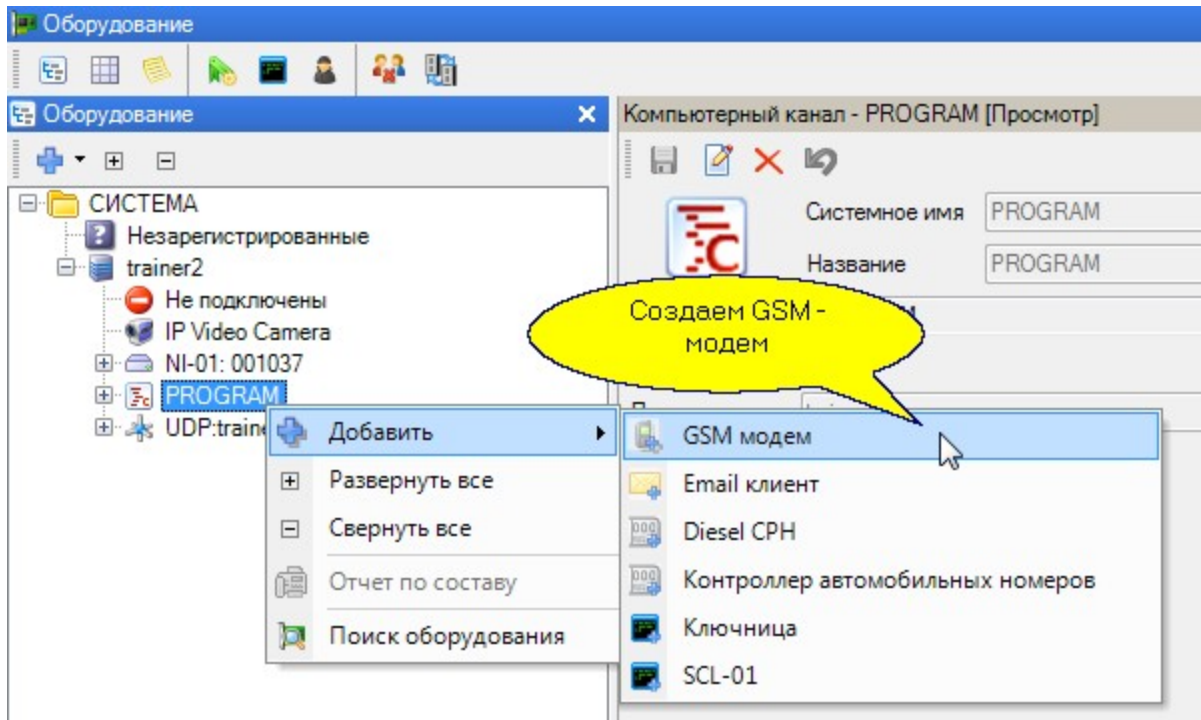 Оборудование
Оборудование
Компьютерный канал - PROGRAM [Просмотр]
СИСТЕМА
Незарегистрированные
trainer2
Не подключены
IP Video Camera
NI-01: 001037
PROGRAM
UDP:traine
Системное имя
PROGRAM
Название
PROGRAM
Создаем GSM -
модем
Добавить
Развернуть все
Свернуть все
Отчет по составу
Поиск оборудования
GSM модем
Email клиент
Diesel СРН
Контроллер автомобильных номеров
Ключница
SCL-01